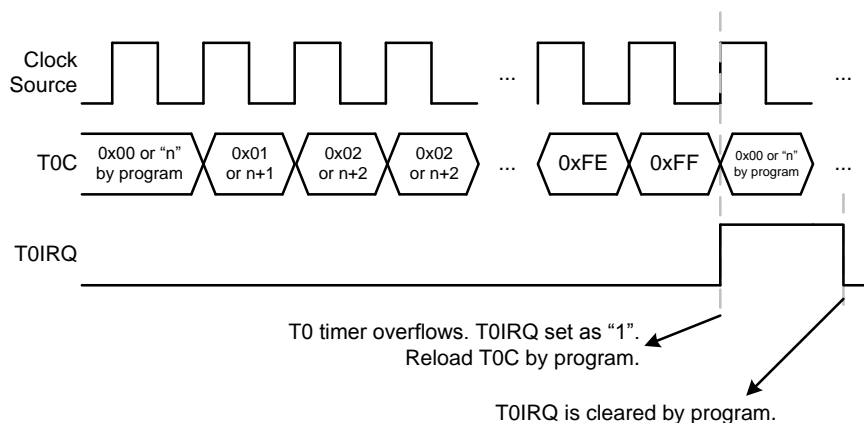 Clock
Source
...
...
T0C
0x00 or “n”
by program
0x01
or n+1
0x02
or n+2
0x02
or n+2
...
0xFE
0xFF
0x00 or “n”
by program
...
T0IRQ
T0 timer overflows. T0IRQ set as “1”.
Reload T0C by program.
T0IRQ is cleared by program.